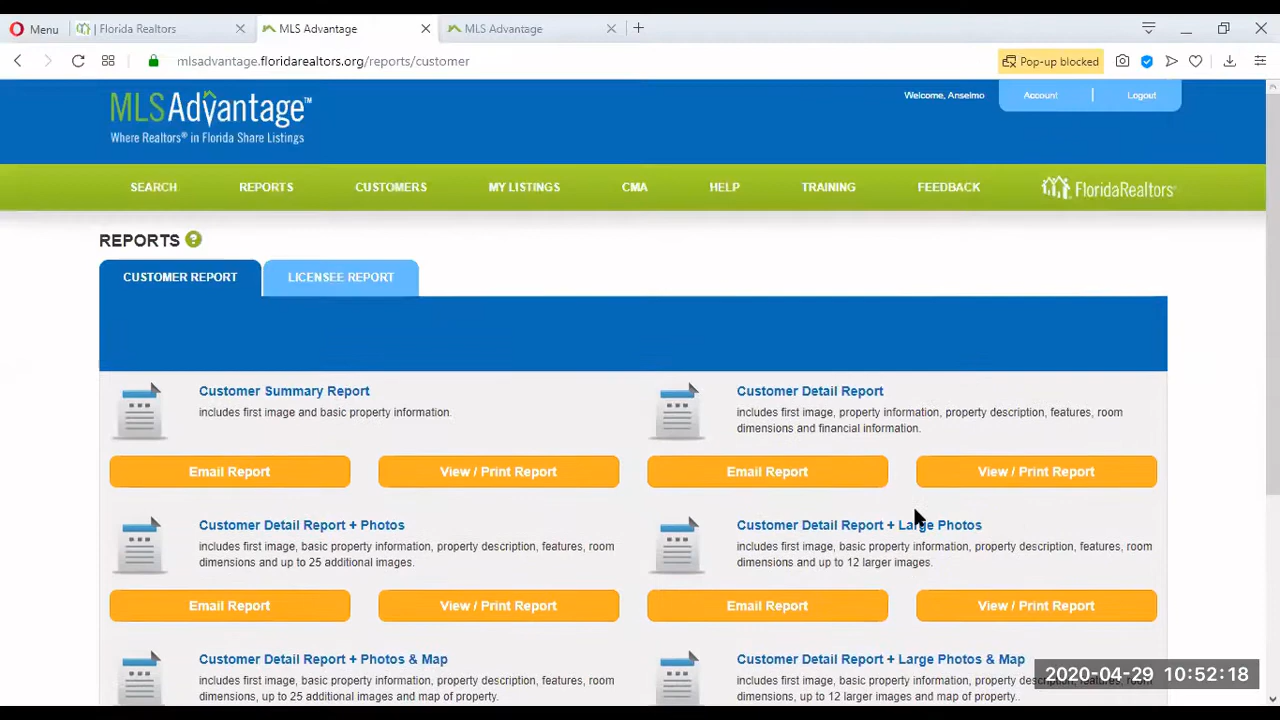 Menu
Florida Realtors
MLS Advantage
MLS Advantage
mlsadvantage.floridarealtors.org/reports/customer
Pop-up blocked
MLSAdvantage™
Where Realtors® in Florida Share Listings
Welcome, Anselmo
Account
Logout
SEARCH
REPORTS
CUSTOMERS
MY LISTINGS
CMA
HELP
TRAINING
FEEDBACK
FloridaRealtors®
REPORTS ?
CUSTOMER REPORT
LICENSEE REPORT
Customer Summary Report
includes first image and basic property information.
Email Report
View / Print Report
Customer Detail Report
includes first image, property information, property description, features, room
dimensions and financial information.
Email Report
View / Print Report
Customer Detail Report + Photos
includes first image, basic property information, property description, features, room
dimensions and up to 25 additional images.
Email Report
View / Print Report
Customer Detail Report + Large Photos
includes first image, basic property information, property description, features, room
dimensions and up to 12 larger images.
Email Report
View / Print Report
Customer Detail Report + Photos & Map
includes first image, basic property information, property description, features, room
dimensions, up to 25 additional images and map of property.
Customer Detail Report + Large Photos & Map
includes first image, basic property information, property description, features, room
dimensions, up to 12 larger images and map of property..
2020-04-29 10:52:18